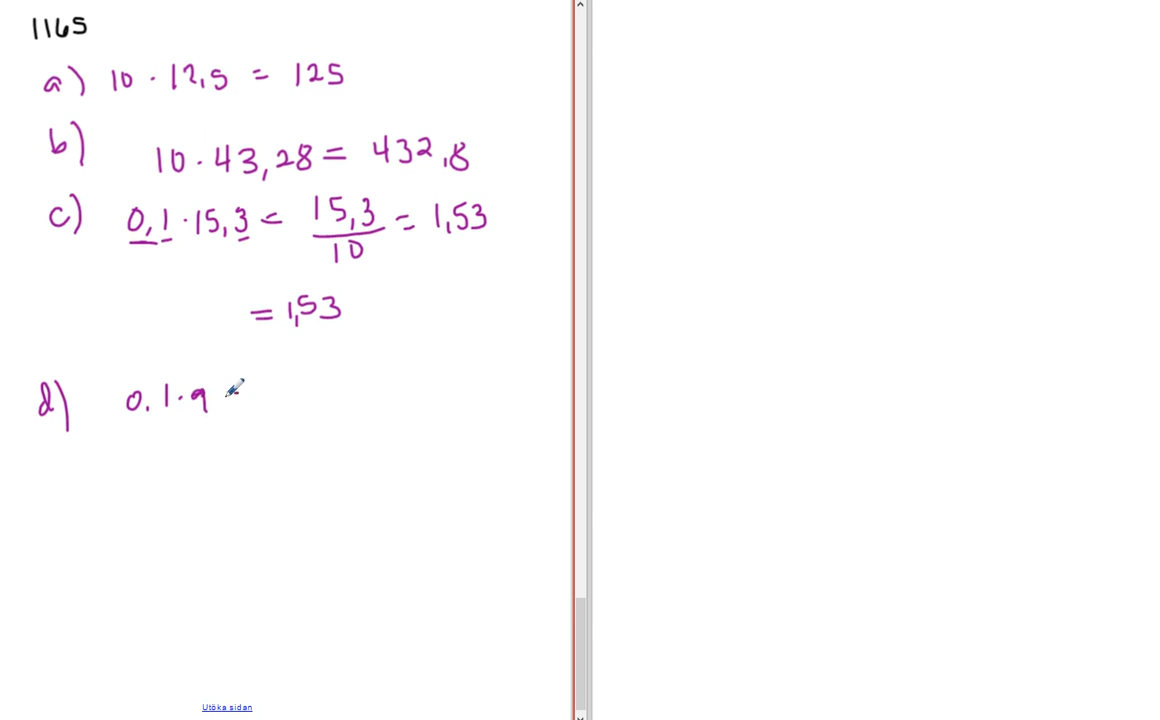 1165
a) 10 · 12,5 = 125
b) 10 · 43,28 = 432,8
c) 0,1 · 15,3 = 15,3/10 = 1,53
= 1,53
d) 0,1 · 9
Utöka sidan